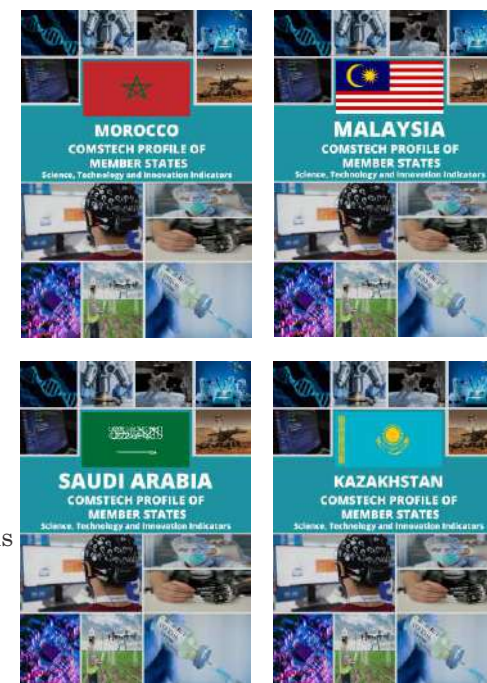 MOROCCO
COMSTECH PROFILE OF
MEMBER STATES
Science, Technology and Innovation Indicators
MALAYSIA
COMSTECH PROFILE OF
MEMBER STATES
Science, Technology and Innovation Indicators
SAUDI ARABIA
COMSTECH PROFILE OF
MEMBER STATES
Science, Technology and Innovation Indicators
KAZAKHSTAN
COMSTECH PROFILE OF
MEMBER STATES
Science, Technology and Innovation Indicators